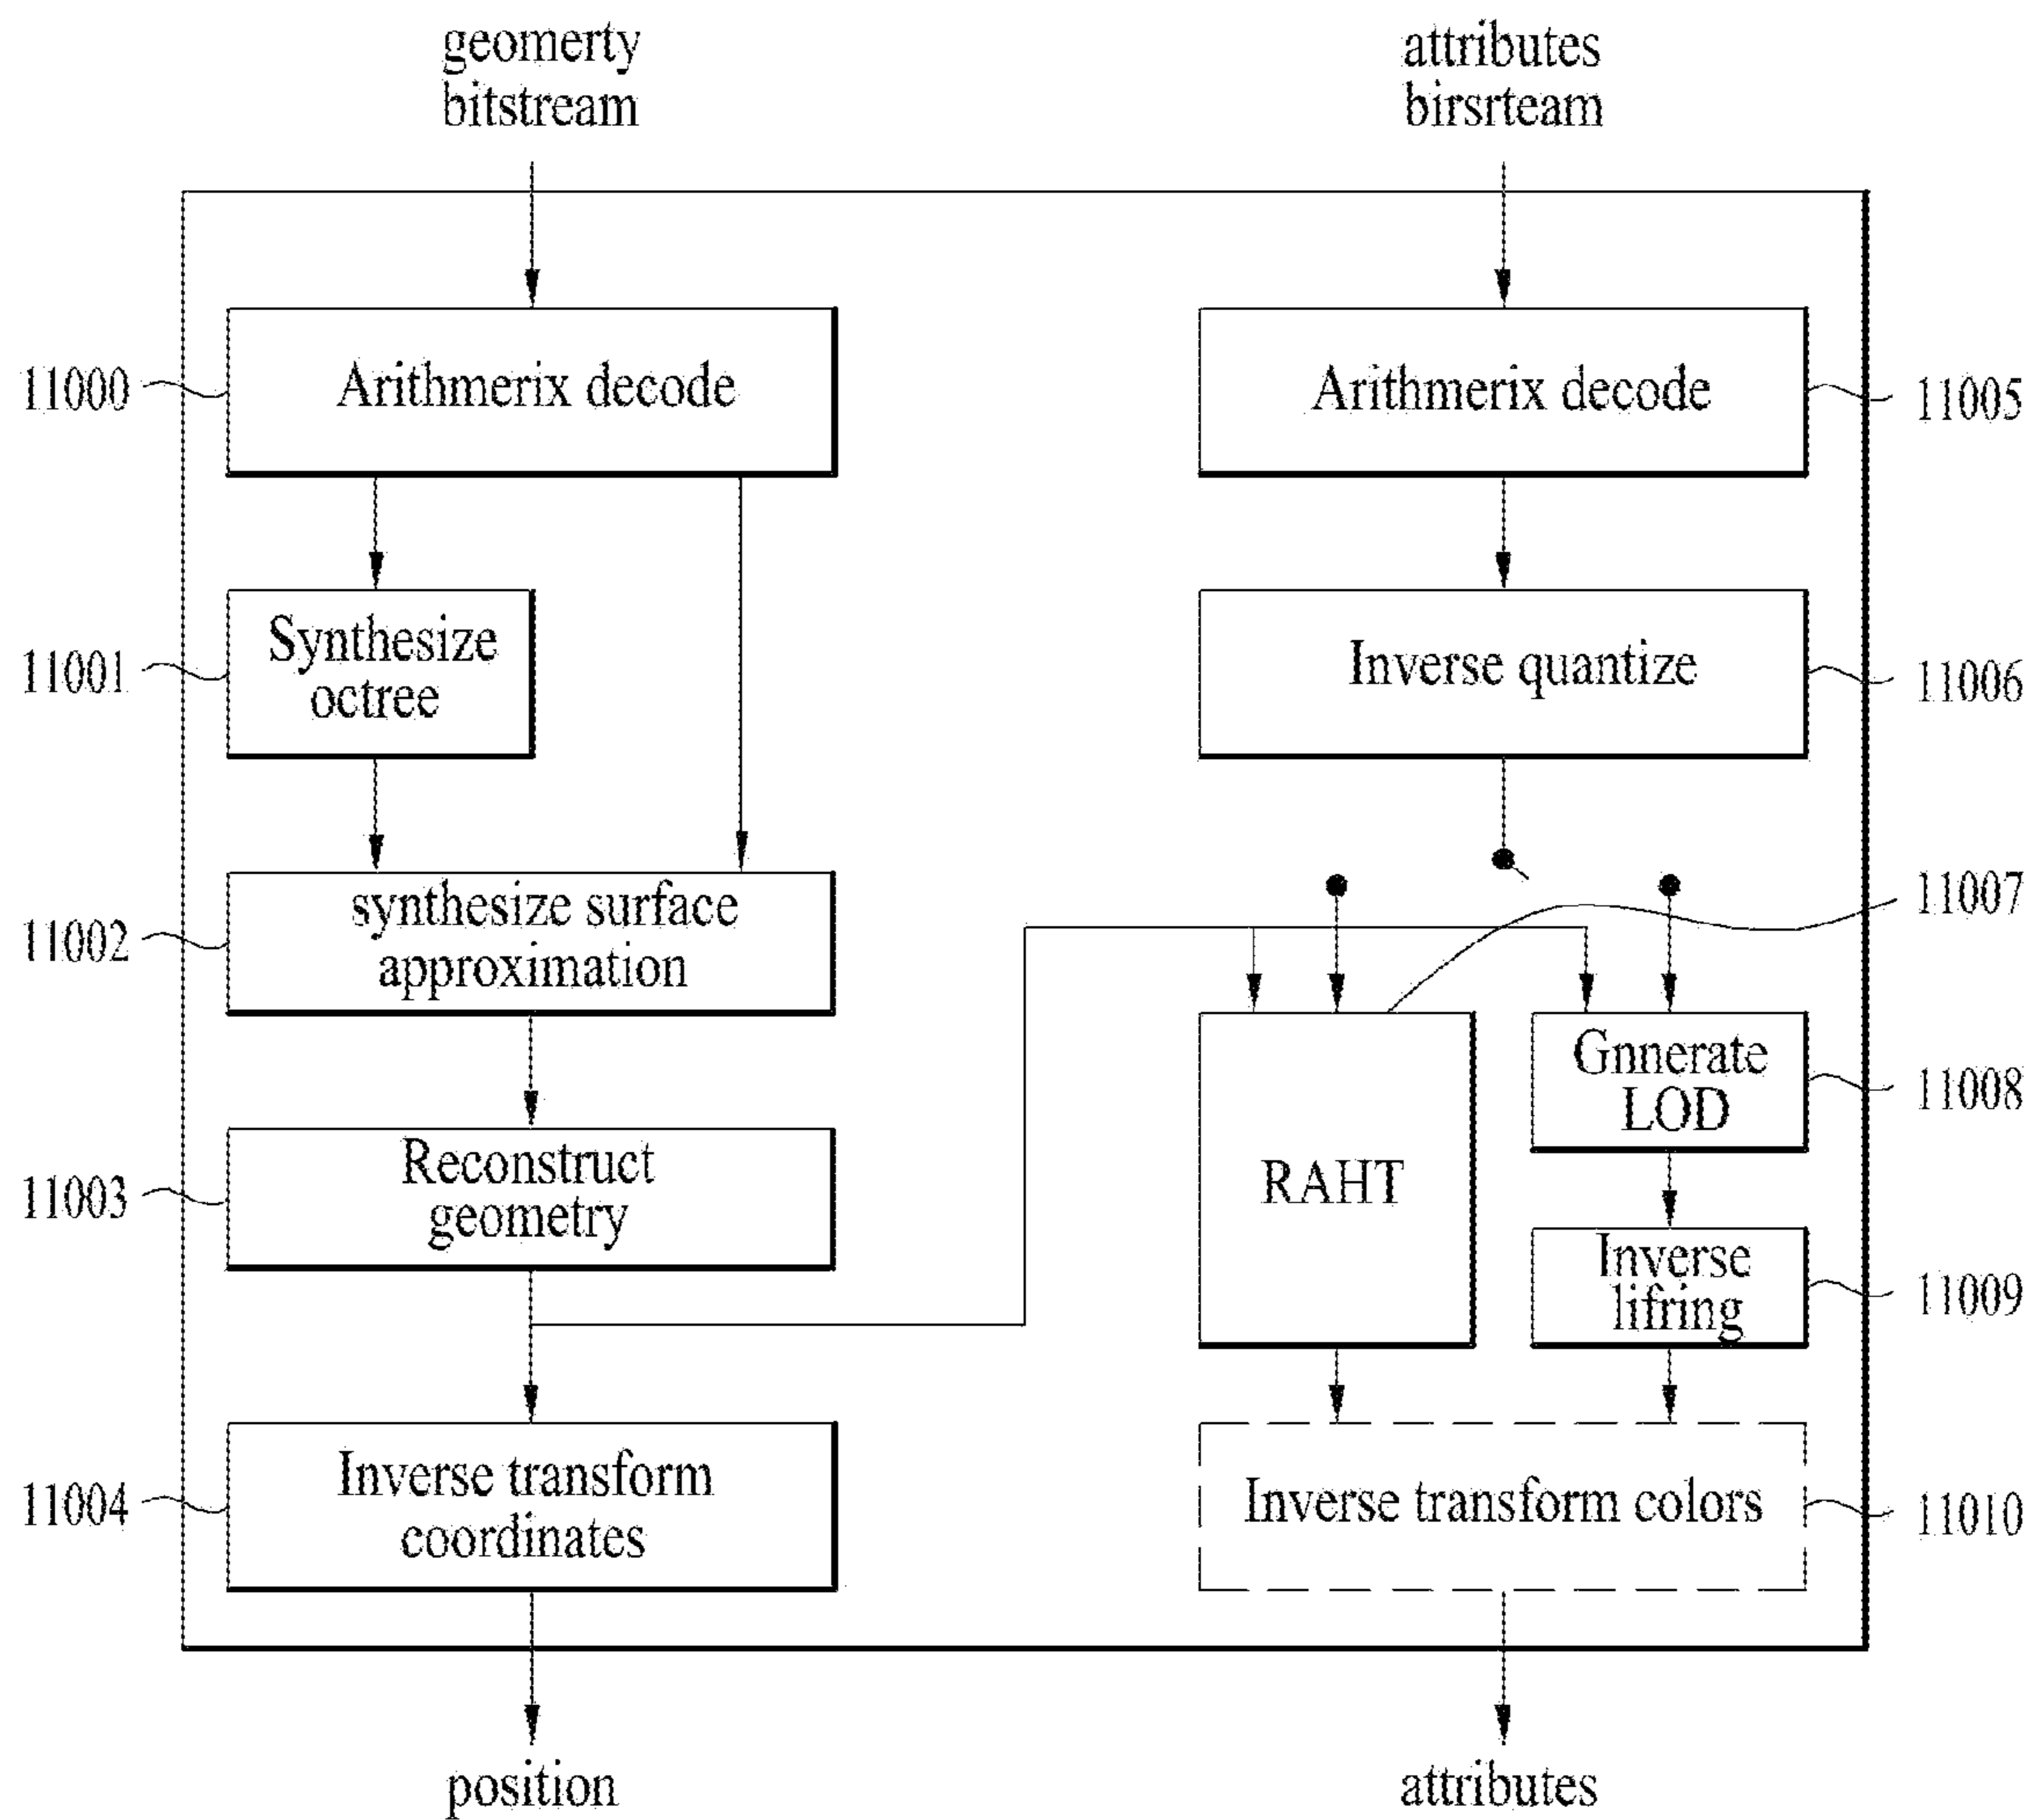 geomerty
bitstream
attributes
birsrteam
11000
Arithmerix decode
Arithmerix decode
11005
11001
Synthesize
octree
Inverse quantize
11006
11002
synthesize surface
approximation
11007
11003
Reconstruct
geometry
RAHT
Gnnerate
LOD
11008
Inverse
lifring
11009
11004
Inverse transform
coordinates
Inverse transform colors
11010
position
attributes